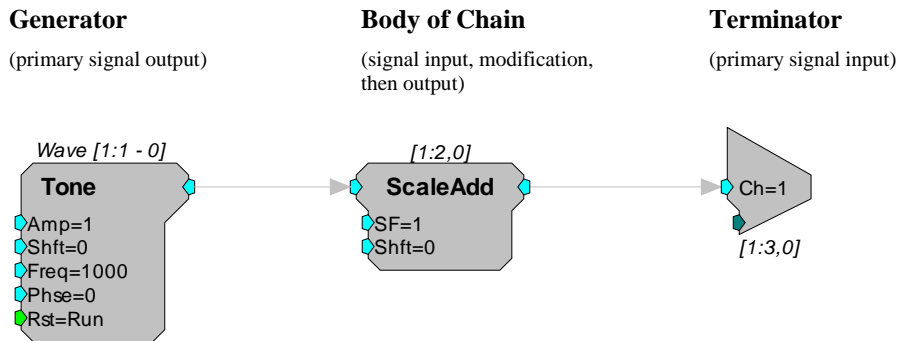 Generator
(primary signal output)
Body of Chain
(signal input, modification,
then output)
Terminator
(primary signal input)
Wave [1:1 - 0]
Tone
Amp=1
Shft=0
Freq=1000
Phse=0
Rst=Run
[1:2,0]
ScaleAdd
SF=1
Shft=0
Ch=1
[1:3,0]